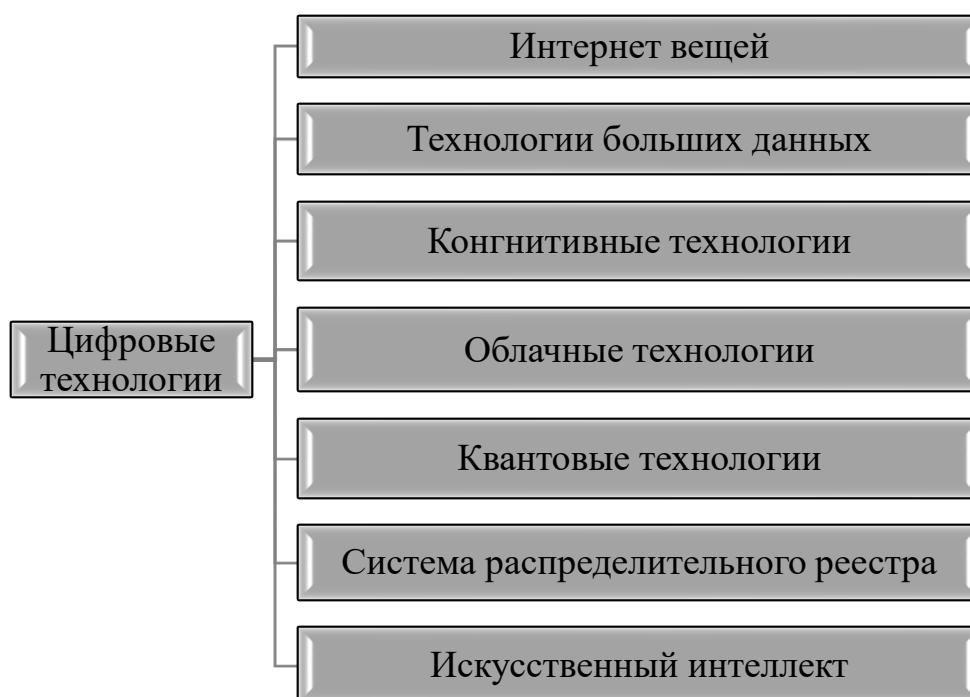 Интернет вещей
Технологии больших данных
Конгнитивные технологии
Цифровые
технологии
Облачные технологии
Квантовые технологии
Система распределительного реестра
Искусственный интеллект